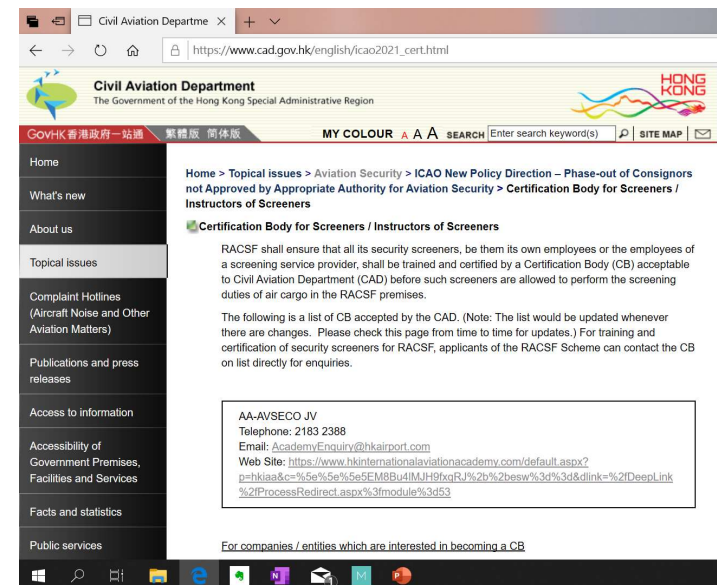 Civil Aviation Departme
https://www.cad.gov.hk/english/icao2021_cert.html
Civil Aviation Department
The Government of the Hong Kong Special Administrative Region
HONG
KONG
GovHK香港政府一站通 繁體版 简体版 MY COLOUR A A A SEARCH Enter search keyword(s) SITE MAP
Home
What's new
About us
Topical issues
Complaint Hotlines
(Aircraft Noise and Other
Aviation Matters)
Publications and press
releases
Access to information
Accessibility of
Government Premises,
Facilities and Services
Facts and statistics
Public services
Home > Topical issues > Aviation Security > ICAO New Policy Direction – Phase-out of Consignors
not Approved by Appropriate Authority for Aviation Security > Certification Body for Screeners /
Instructors of Screeners
Certification Body for Screeners / Instructors of Screeners
RACSF shall ensure that all its security screeners, be them its own employees or the employees of
a screening service provider, shall be trained and certified by a Certification Body (CB) acceptable
to Civil Aviation Department (CAD) before such screeners are allowed to perform the screening
duties of air cargo in the RACSF premises.
The following is a list of CB accepted by the CAD. (Note: The list would be updated whenever
there are changes. Please check this page from time to time for updates.) For training and
certification of security screeners for RACSF, applicants of the RACSF Scheme can contact the CB
on list directly for enquiries.
AA-AVSECO JV
Telephone: 2183 2388
Email: AcademyEnquiry@hkairport.com
Web Site: https://www.hkinternationalaviationacademy.com/default.aspx?
p=hkiaa&c=%5e%5e%5e5EM8Bu4IMJH9fxqRJ%2b%2besw%3d%3d&dlink=%2fDeepLink
%2fProcessRedirect.aspx%3fmodule%3d53
For companies / entities which are interested in becoming a CB